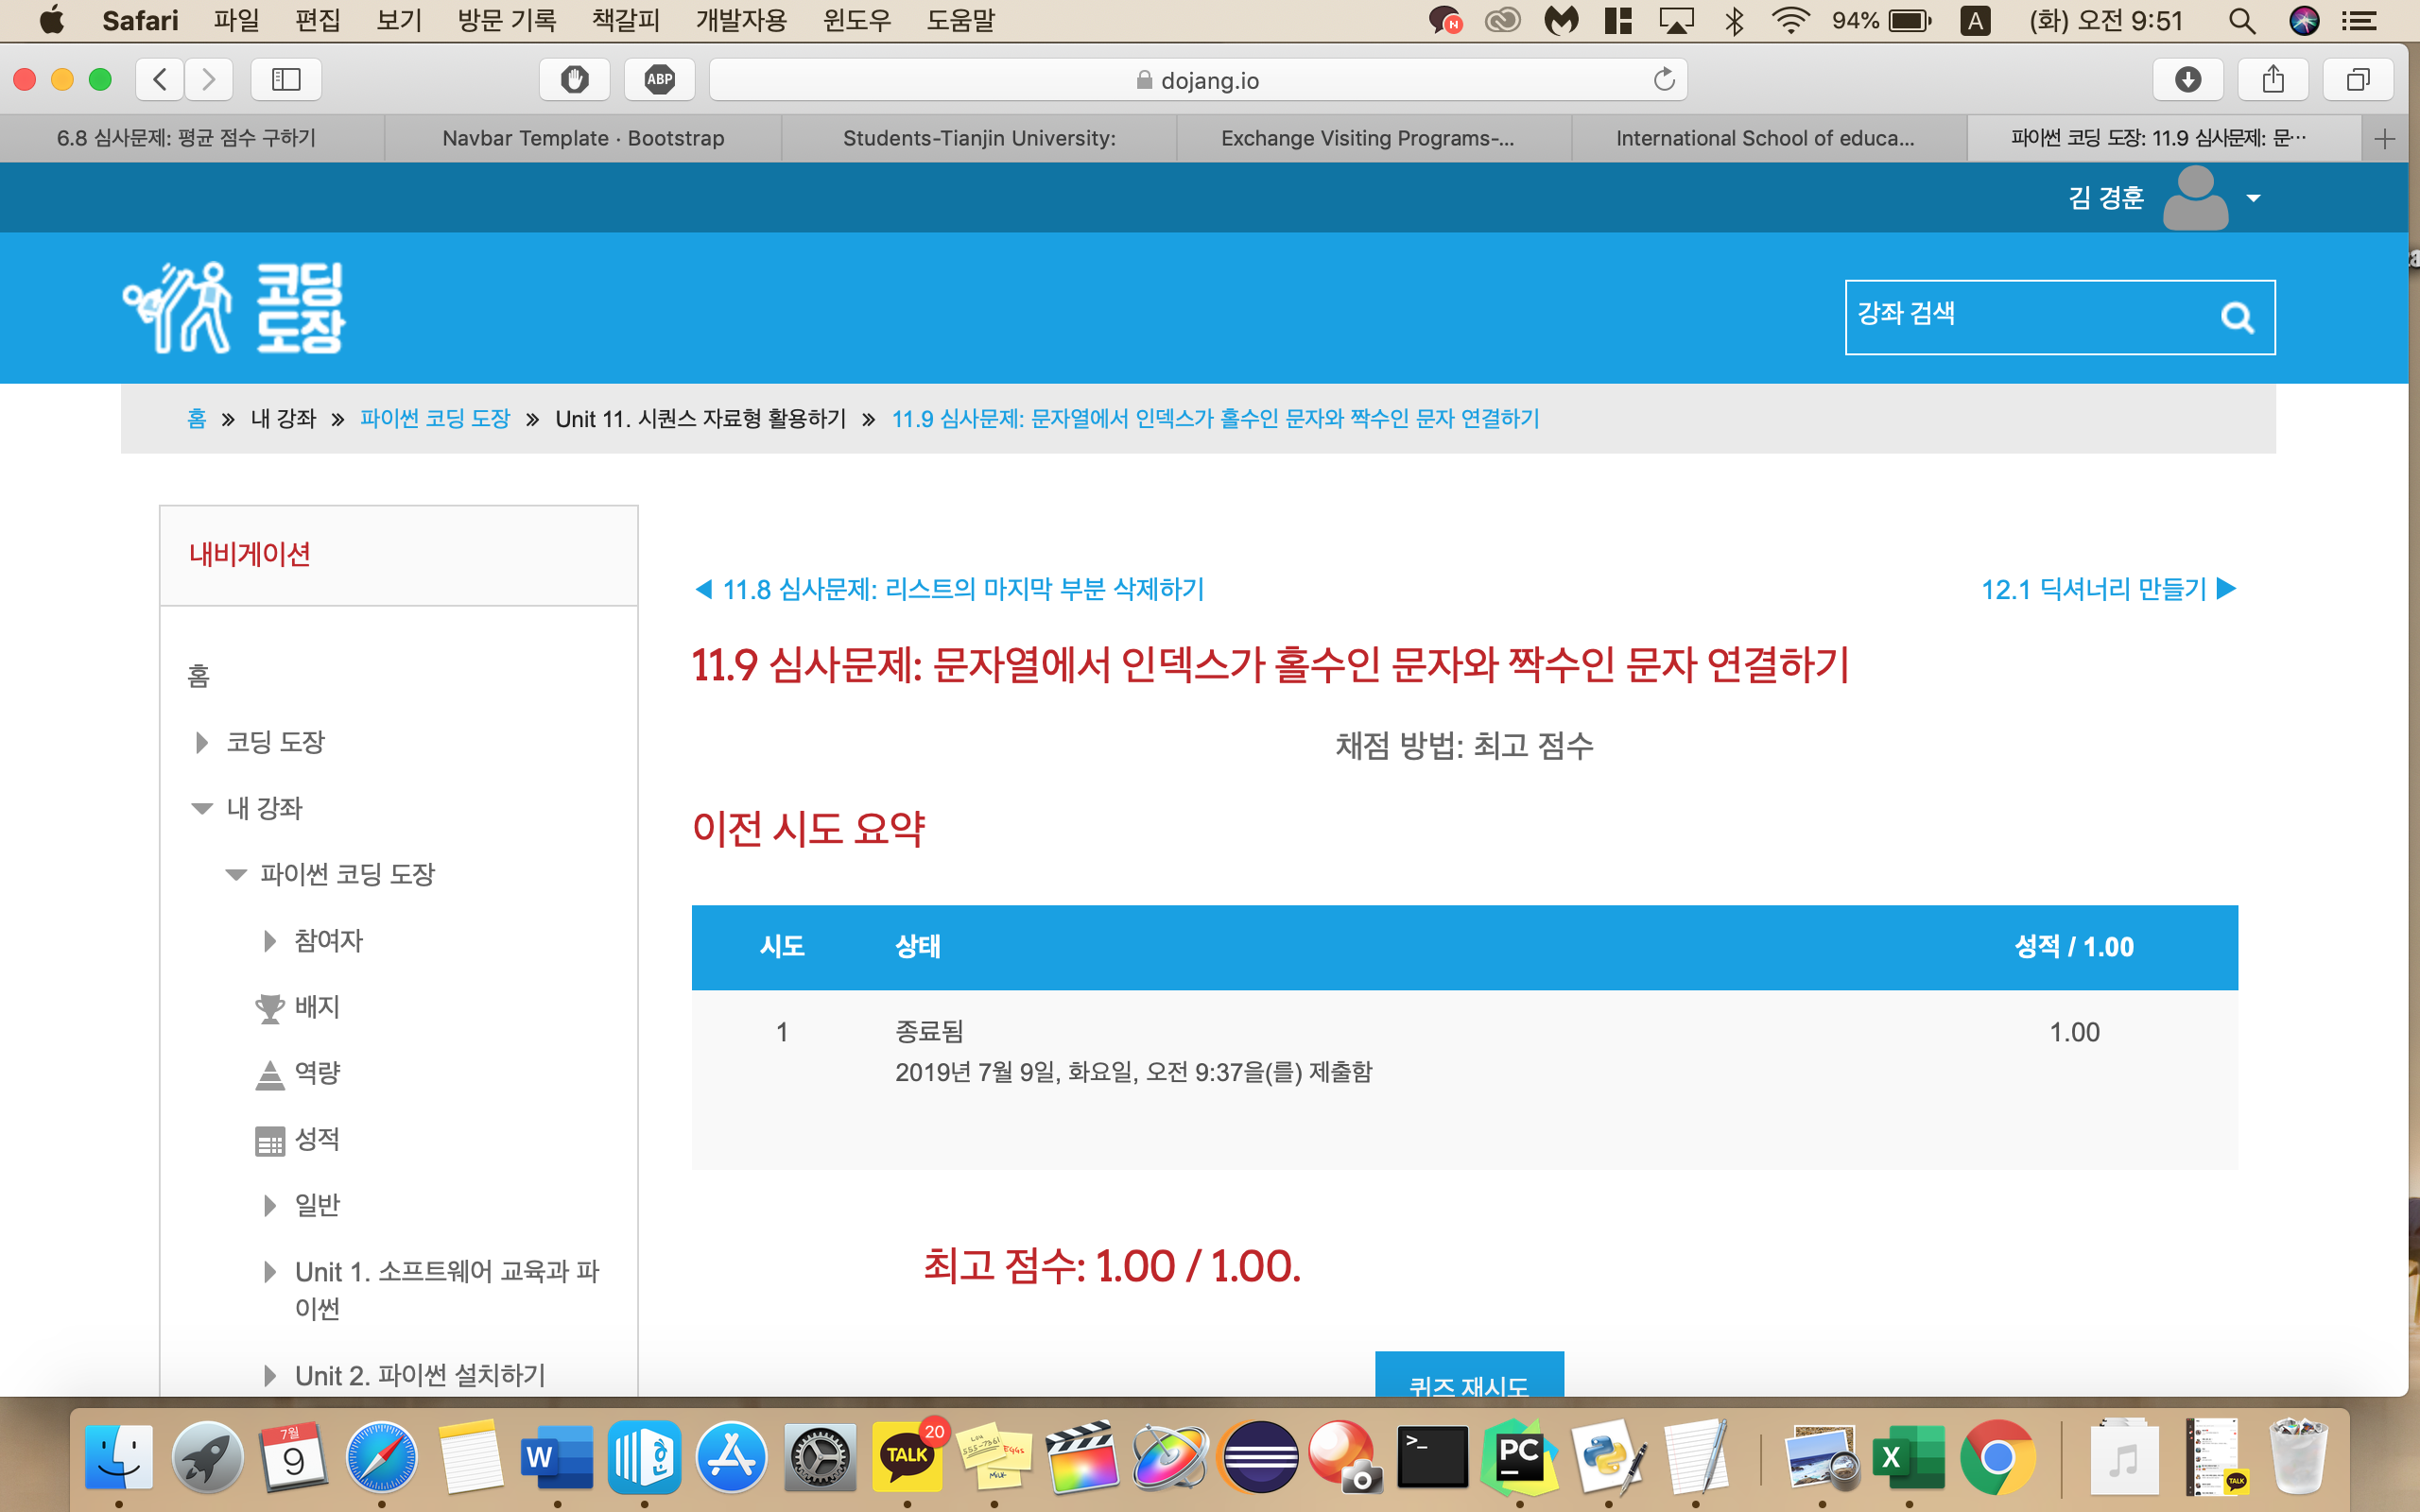 Safari 파일 편집 보기 방문 기록 책갈피 개발자용 윈도우 도움말 N 94% A (화) 오전 9:51
ABP dojang.io
6.8 심사문제: 평균 점수 구하기 Navbar Template · Bootstrap Students-Tianjin University: Exchange Visiting Programs-... International School of educa... 파이썬 코딩 도장: 11.9 심사문제: 문…
김 경훈
코딩
도장
강좌 검색
홈 » 내 강좌 » 파이썬 코딩 도장 » Unit 11. 시퀀스 자료형 활용하기 » 11.9 심사문제: 문자열에서 인덱스가 홀수인 문자와 짝수인 문자 연결하기
내비게이션
홈
코딩 도장
내 강좌
파이썬 코딩 도장
참여자
배지
역량
성적
일반
Unit 1. 소프트웨어 교육과 파
이썬
Unit 2. 파이썬 설치하기
◀ 11.8 심사문제: 리스트의 마지막 부분 삭제하기
12.1 딕셔너리 만들기 ▶
11.9 심사문제: 문자열에서 인덱스가 홀수인 문자와 짝수인 문자 연결하기
채점 방법: 최고 점수
이전 시도 요약
시도 상태 성적 / 1.00
1 종료됨 1.00
2019년 7월 9일, 화요일, 오전 9:37을(를) 제출함
최고 점수: 1.00 / 1.00.
퀴즈 재시도
7월
9
W
TALK
20
EGGS
MILK
>_
PC
X
TALK